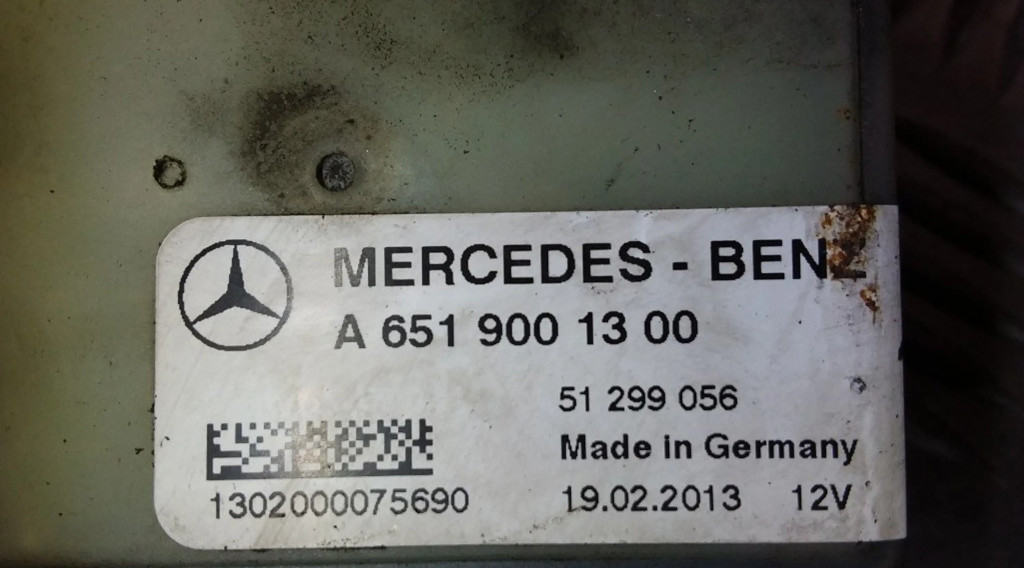 MERCEDES - BENZ
A 651 900 13 00
51 299 056
Made in Germany
1302000075690
19.02.2013 12V